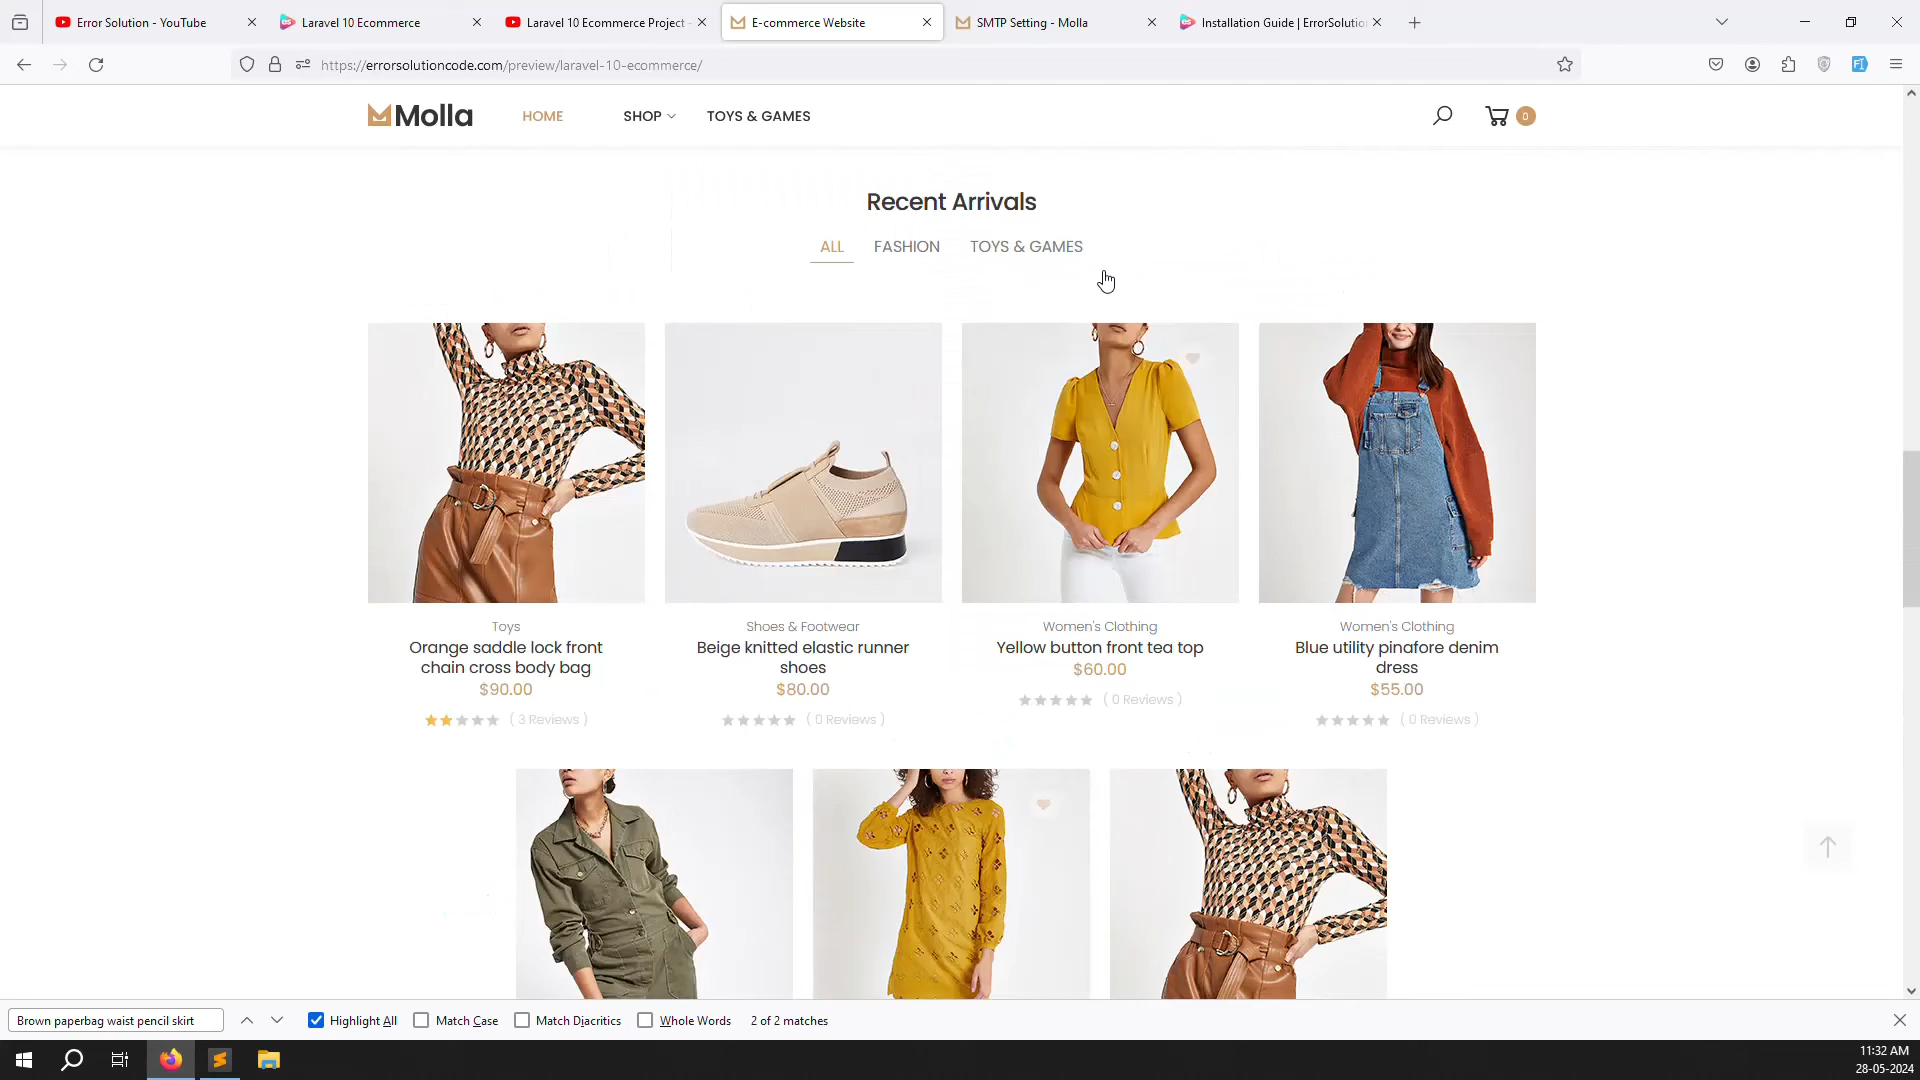 Error Solution - YouTube
Laravel 10 Ecommerce
Laravel 10 Ecommerce Project -
E-commerce Website
SMTP Setting - Molla
Installation Guide | ErrorSolutio
https://errorsolutioncode.com/preview/laravel-10-ecommerce/
Molla
HOME
SHOP
TOYS & GAMES
0
Recent Arrivals
ALL
FASHION
TOYS & GAMES
Toys
Orange saddle lock front
chain cross body bag
$90.00
( 3 Reviews )
Shoes & Footwear
Beige knitted elastic runner
shoes
$80.00
( 0 Reviews )
Women's Clothing
Yellow button front tea top
$60.00
( 0 Reviews )
Women's Clothing
Blue utility pinafore denim
dress
$55.00
( 0 Reviews )
Brown paperbag waist pencil skirt
Highlight All
Match Case
Match Diacritics
Whole Words
2 of 2 matches
11:32 AM
28-05-2024